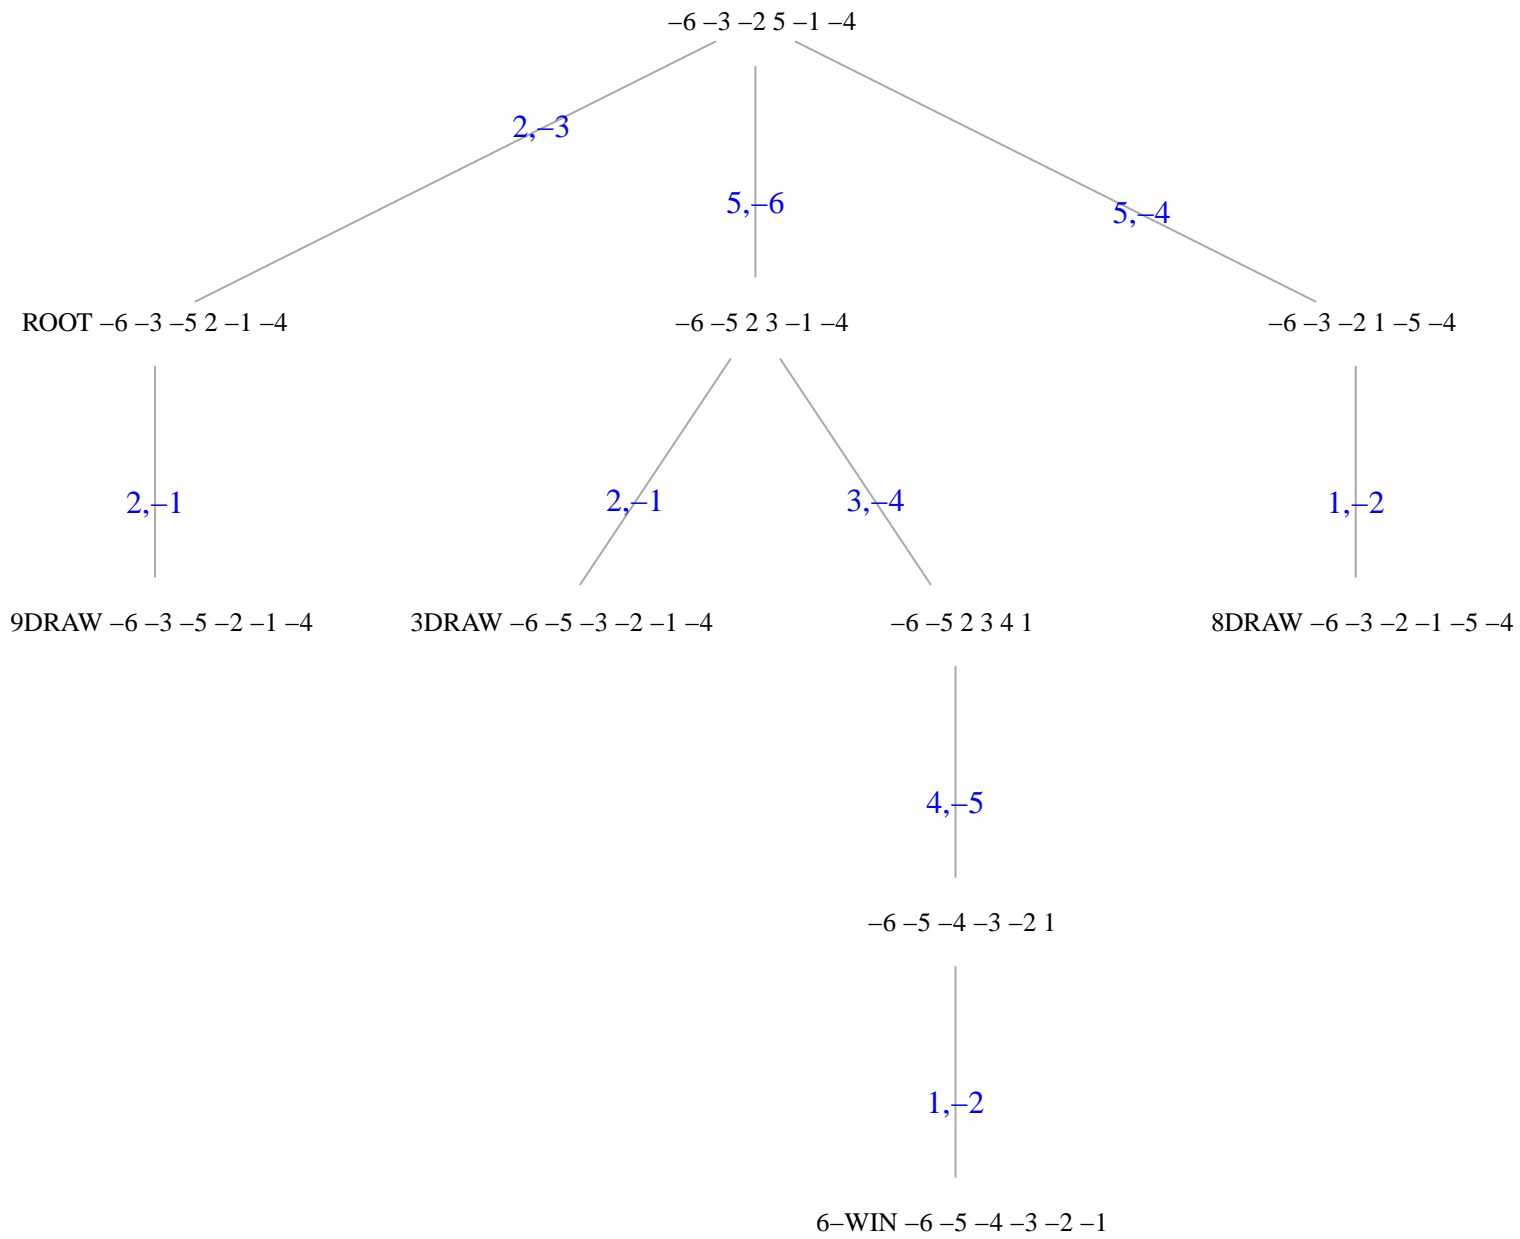 –6 –3 –2 5 –1 –4
2,–3
5,–6
5,–4
ROOT –6 –3 –5 2 –1 –4
–6 –5 2 3 –1 –4
–6 –3 –2 1 –5 –4
2,–1
2,–1
3,–4
1,–2
9DRAW –6 –3 –5 –2 –1 –4
3DRAW –6 –5 –3 –2 –1 –4
–6 –5 2 3 4 1
8DRAW –6 –3 –2 –1 –5 –4
4,–5
–6 –5 –4 –3 –2 1
1,–2
6–WIN –6 –5 –4 –3 –2 –1